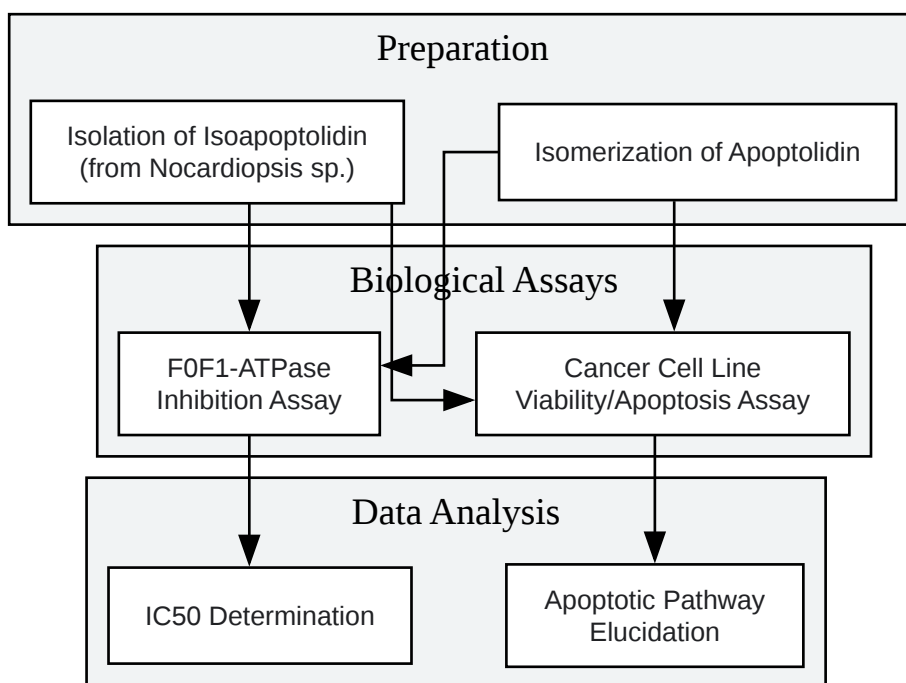 Preparation
Isolation of Isoapoptolidin
(from Nocardiopsis sp.)
Isomerization of Apoptolidin
Biological Assays
F0F1-ATPase
Inhibition Assay
Cancer Cell Line
Viability/Apoptosis Assay
Data Analysis
IC50 Determination
Apoptotic Pathway
Elucidation